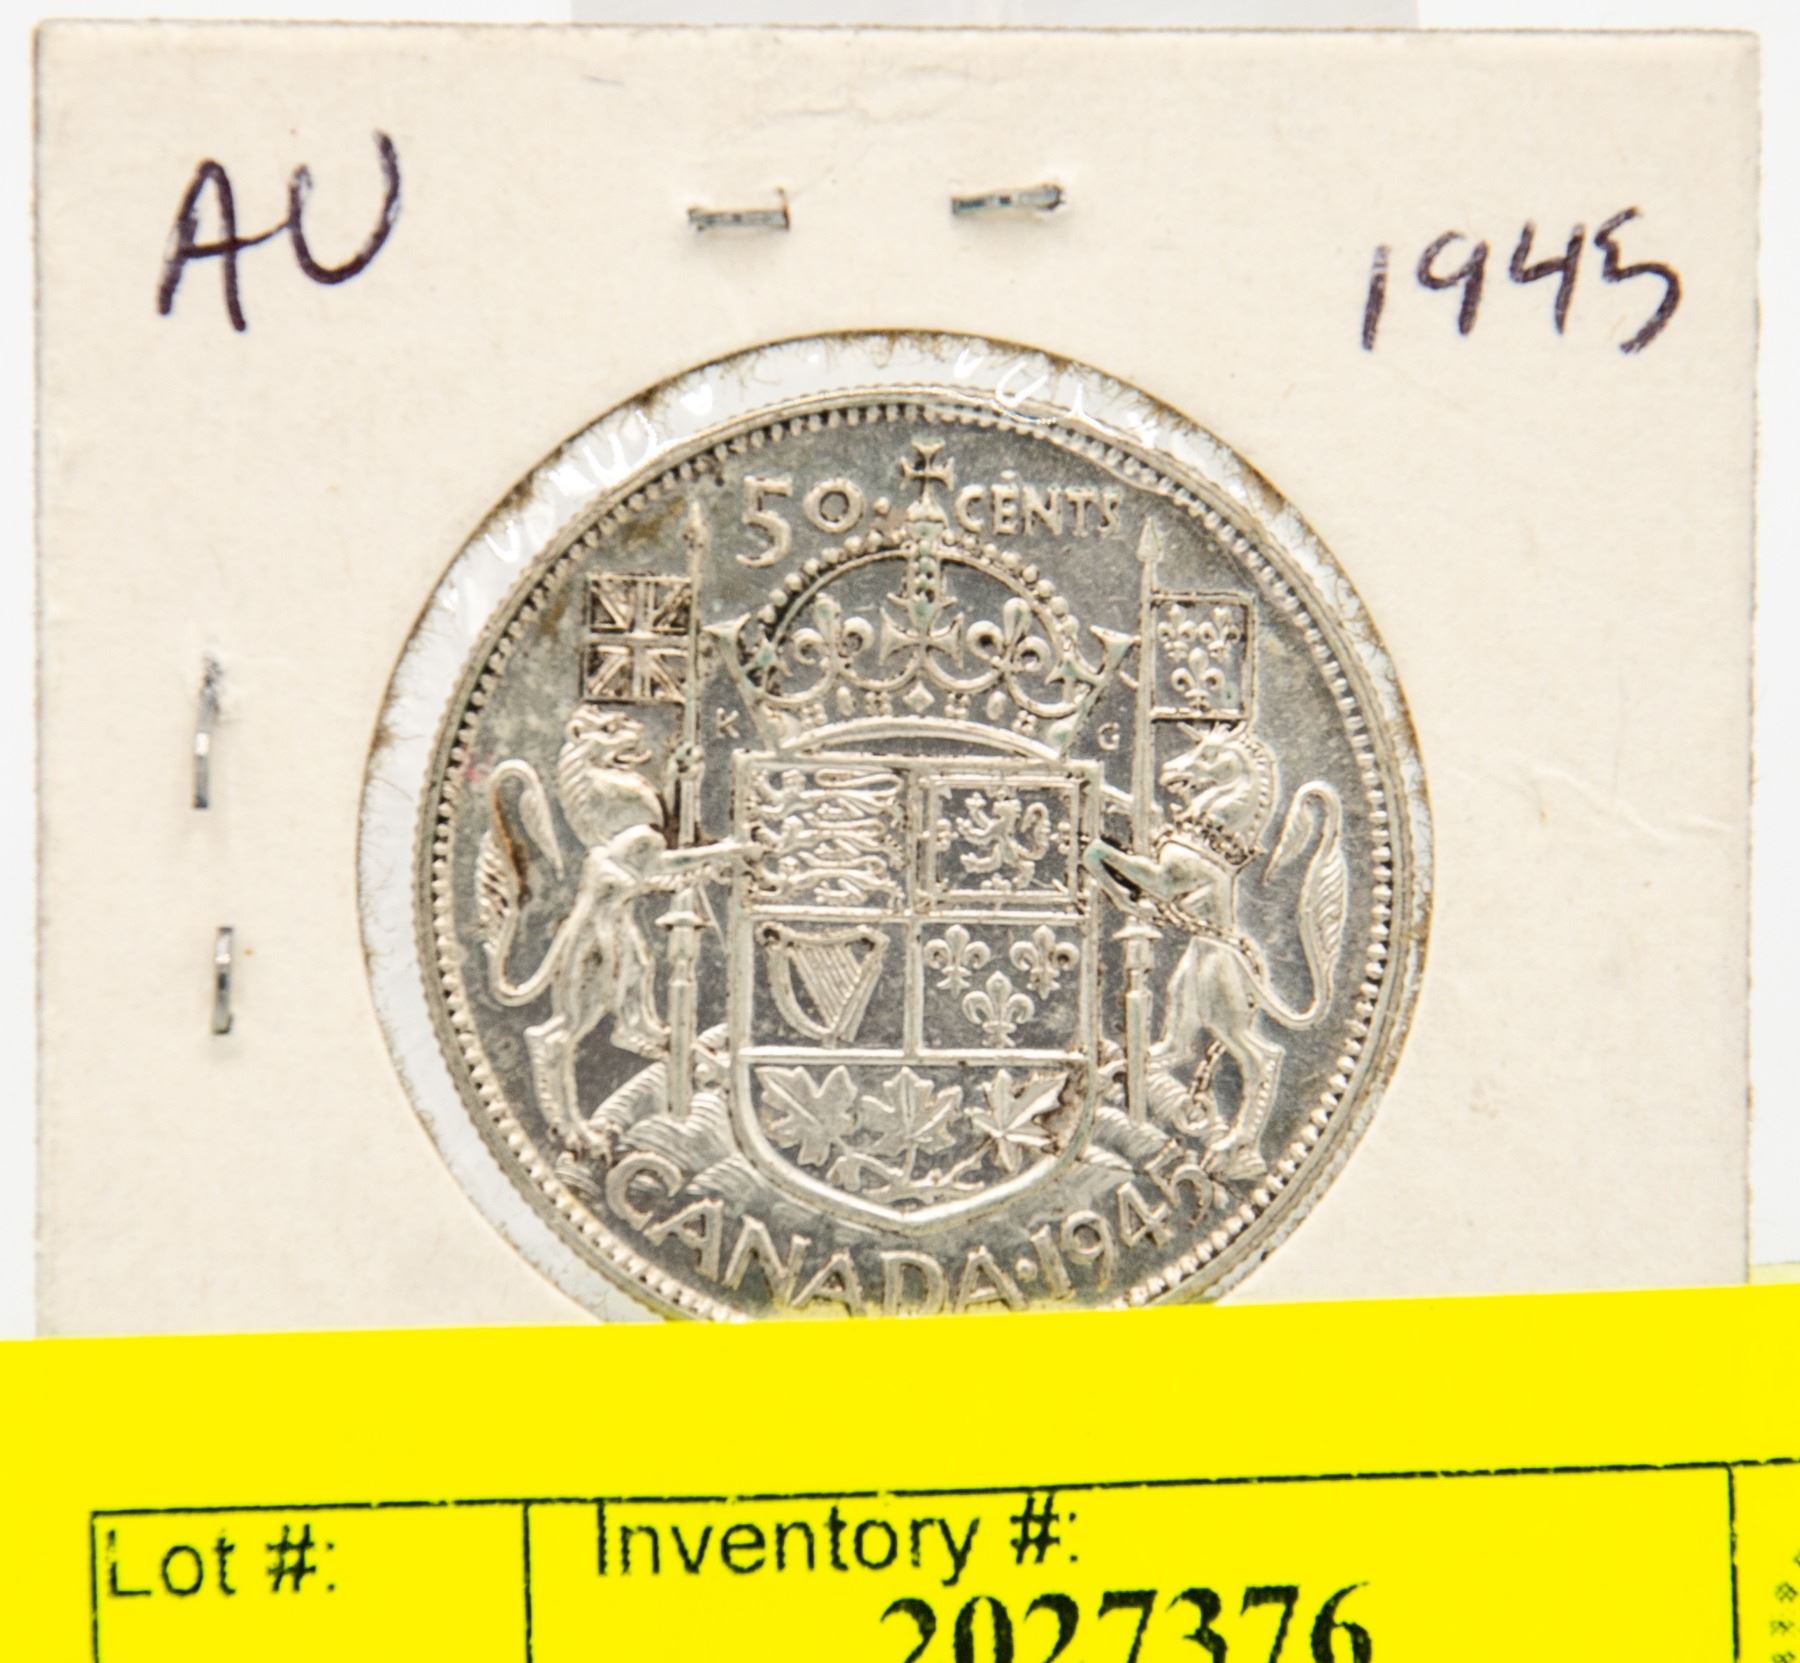 AU
1945
50 · CENTS
K G
CANADA · 1945
Lot #:
Inventory #:
2027376